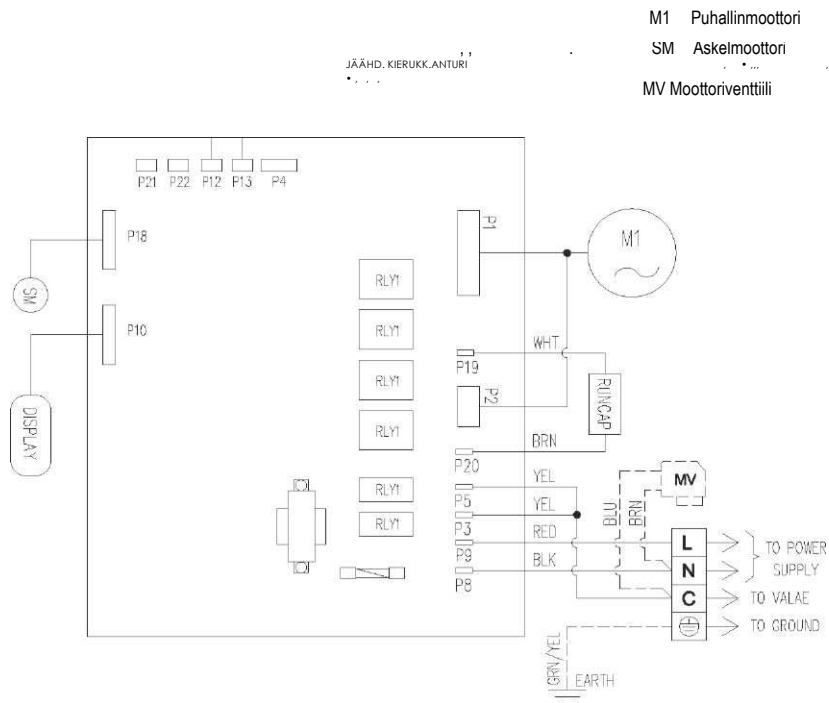 M1 Puhallinmoottori
SM Askelmoottori
JÄÄHD. KIERUKK.ANTURI
MV Moottoriventtiili
P21 P22 P12 P13 P4
P18
P1
M1
SM
RLY1
P10
RLY1
WHT
P19
RLY1
P2
RUNCAP
DISPLAY
RLY1
BRN
P20
YEL
MV
RLY1
P5
YEL
BLU
BRN
P3
RLY1
RED
L
TO POWER
P9
BLK
N
SUPPLY
P8
C
TO VALAE
TO GROUND
GRN/YEL
EARTH